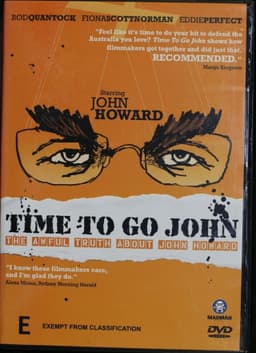 ROD QUANTOCK • FIONA SCOTT-NORMAN • EDDIE PERFECT
"Feel like it's time to do your bit to defend the
Australia you love? Time To Go John shows how
filmmakers got together and did just that.
RECOMMENDED."
Margo Kingston
Starring
JOHN
HOWARD
TIME TO GO JOHN
THE AWFUL TRUTH ABOUT JOHN HOWARD
"I know these filmmakers care,
and I'm glad they do."
Sydney Morning Herald
MADMAN
E EXEMPT FROM CLASSIFICATION
DVD